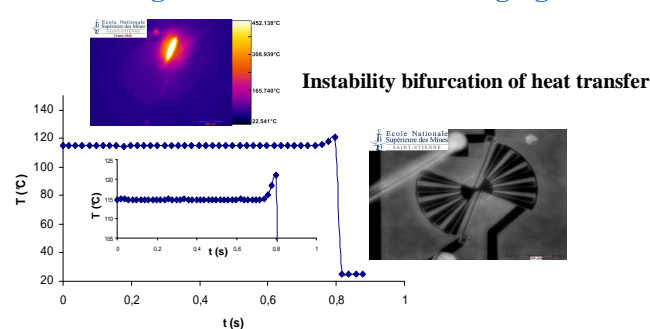 Ecole Nationale
Supérieure des Mines
SAINT-ETIENNE
452.138°C
308.939°C
165.740°C
22.541°C
Instability bifurcation of heat transfer
140
120
100
80
60
40
20
T (°C)
0
0,2
0,4
0,6
0,8
1
t (s)
125
120
115
110
105
T (°C)
0
0,2
0,4
0,6
0,8
1
t (s)
Ecole Nationale
Supérieure des Mines
SAINT-ETIENNE